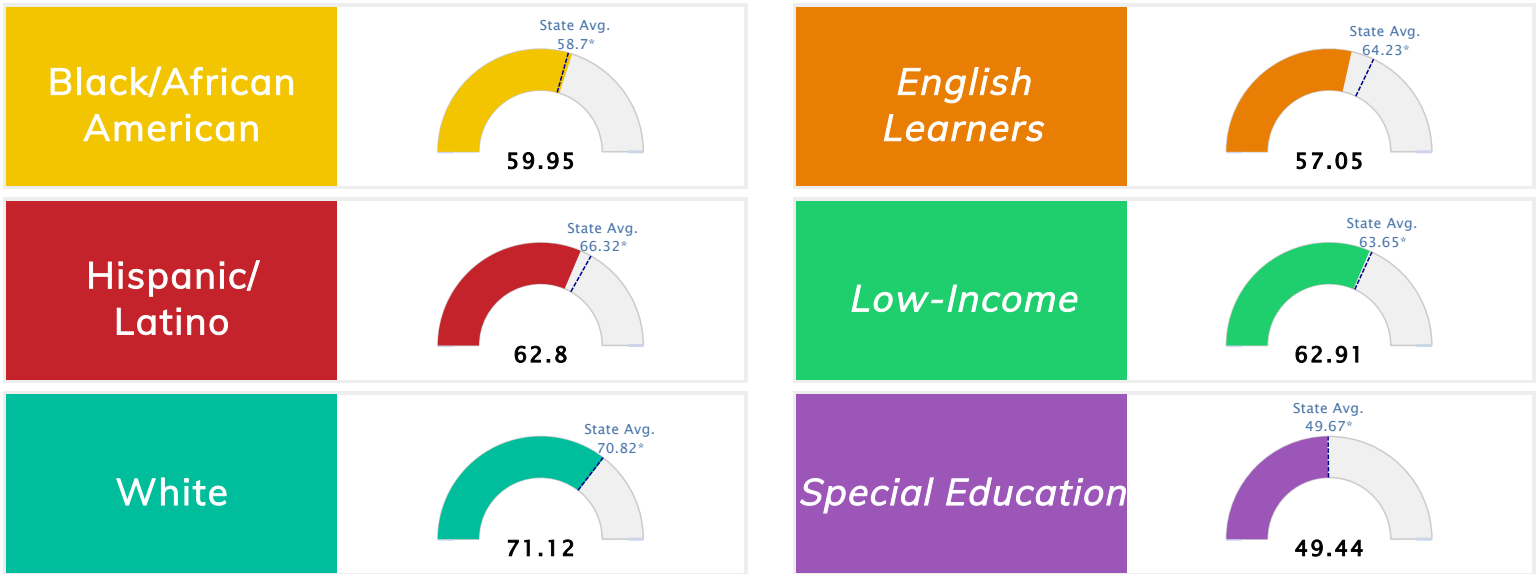 Black/African
American
State Avg.
58.7*
59.95
English
Learners
State Avg.
64.23*
57.05
Hispanic/
Latino
State Avg.
66.32*
62.8
Low-Income
State Avg.
63.65*
62.91
White
State Avg.
70.82*
71.12
Special Education
State Avg.
49.67*
49.44